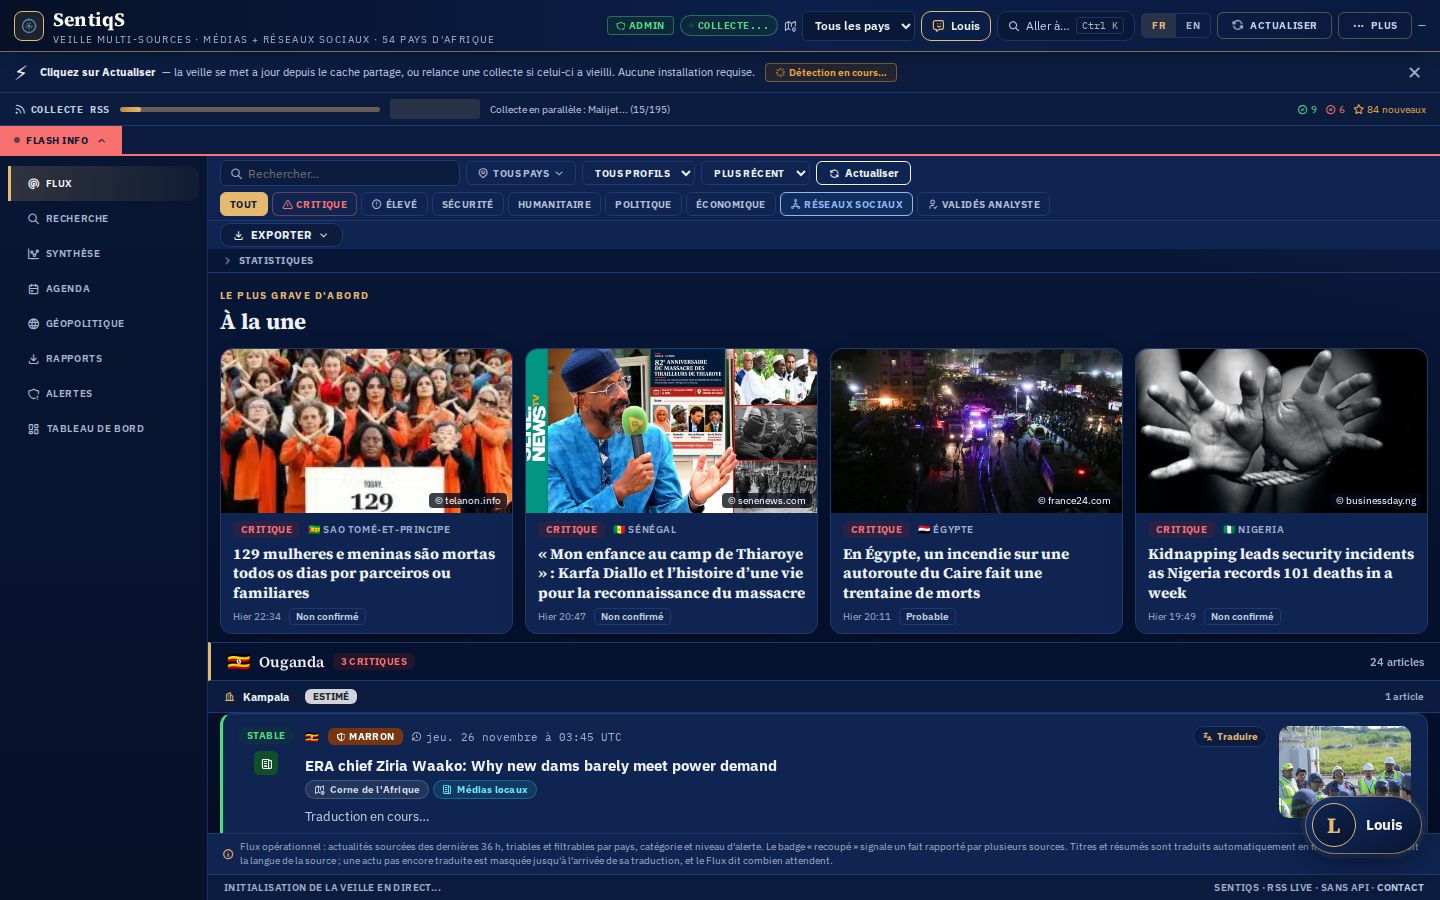 SentiqS
VEILLE MULTI-SOURCES · MÉDIAS + RÉSEAUX SOCIAUX · 54 PAYS D'AFRIQUE
ADMIN
COLLECTE...
Tous les pays
Louis
Aller à... Ctrl K
FR EN
ACTUALISER
PLUS
Cliquez sur Actualiser — la veille se met a jour depuis le cache partage, ou relance une collecte si celui-ci a vieilli. Aucune installation requise.
Détection en cours...
COLLECTE RSS
Collecte en parallèle : Malijet... (15/195)
9 6 84 nouveaux
FLASH INFO
FLUX
RECHERCHE
SYNTHÈSE
AGENDA
GÉOPOLITIQUE
RAPPORTS
ALERTES
TABLEAU DE BORD
Rechercher...
TOUS PAYS
TOUS PROFILS
PLUS RÉCENT
Actualiser
TOUT
CRITIQUE
ÉLEVÉ
SÉCURITÉ
HUMANITAIRE
POLITIQUE
ÉCONOMIQUE
RÉSEAUX SOCIAUX
VALIDÉS ANALYSTE
EXPORTER
STATISTIQUES
LE PLUS GRAVE D'ABORD
À la une
TODAY,
129
© telanon.info
CRITIQUE SAO TOMÉ-ET-PRINCIPE
129 mulheres e meninas são mortas
todos os dias por parceiros ou
familiares
Hier 22:34 Non confirmé
SENE
NEWS TV
82e ANNIVERSAIRE
DU MASSACRE DES
TIRAILLEURS DE THIAROYE
© senenews.com
CRITIQUE SÉNÉGAL
« Mon enfance au camp de Thiaroye
» : Karfa Diallo et l'histoire d'une vie
pour la reconnaissance du massacre
Hier 20:47 Non confirmé
© france24.com
CRITIQUE ÉGYPTE
En Égypte, un incendie sur une
autoroute du Caire fait une
trentaine de morts
Hier 20:11 Probable
© businessday.ng
CRITIQUE NIGERIA
Kidnapping leads security incidents
as Nigeria records 101 deaths in a
week
Hier 19:49 Non confirmé
Ouganda 3 CRITIQUES
24 articles
Kampala ESTIMÉ
1 article
STABLE
MARRON
jeu. 26 novembre à 03:45 UTC
Traduire
ERA chief Ziria Waako: Why new dams barely meet power demand
Corne de l'Afrique
Médias locaux
Traduction en cours...
L Louis
Flux opérationnel : actualités sourcées des dernières 36 h, triables et filtrables par pays, catégorie et niveau d'alerte. Le badge « recoupé » signale un fait rapporté par plusieurs sources. Titres et résumés sont traduits automatiquement en
la langue de la source ; une actu pas encore traduite est masquée jusqu'à l'arrivée de sa traduction, et le Flux dit combien attendent.
INITIALISATION DE LA VEILLE EN DIRECT...
SENTIQS · RSS LIVE · SANS API · CONTACT